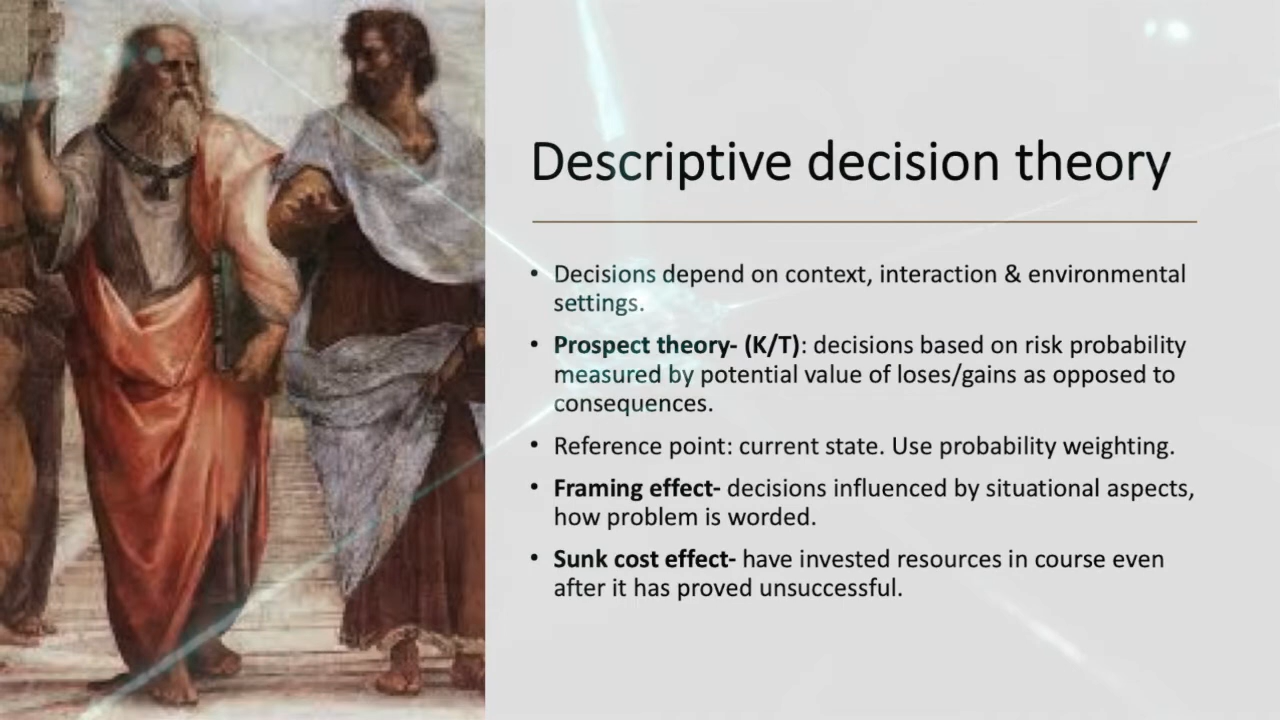 Descriptive decision theory
• Decisions depend on context, interaction & environmental
settings.
• Prospect theory- (K/T): decisions based on risk probability
measured by potential value of loses/gains as opposed to
consequences.
• Reference point: current state. Use probability weighting.
• Framing effect- decisions influenced by situational aspects,
how problem is worded.
• Sunk cost effect- have invested resources in course even
after it has proved unsuccessful.